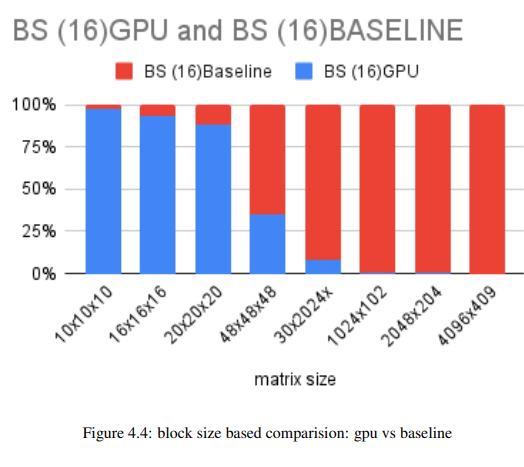 BS (16)GPU and BS (16)BASELINE
BS (16)Baseline BS (16)GPU
100%
75%
50%
25%
0%
10x10x10 16x16x16 20x20x20 48x48x48 30x2024x 1024x102 2048x204 4096x409
matrix size
Figure 4.4: block size based comparision: gpu vs baseline